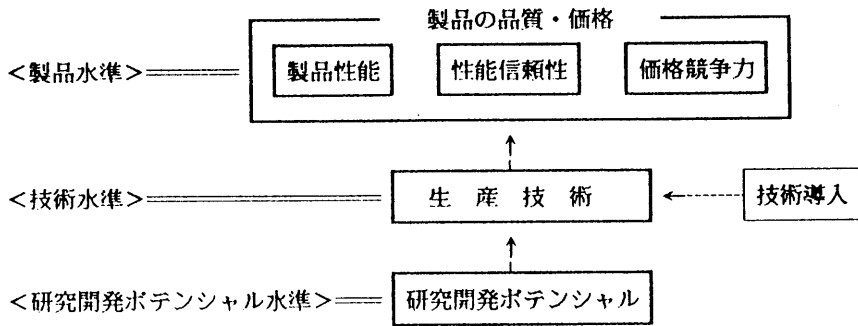 製品の品質・価格
<製品水準>
製品性能
性能信頼性
価格競争力
<技術水準>
生産技術
技術導入
<研究開発ポテンシャル水準>
研究開発ポテンシャル